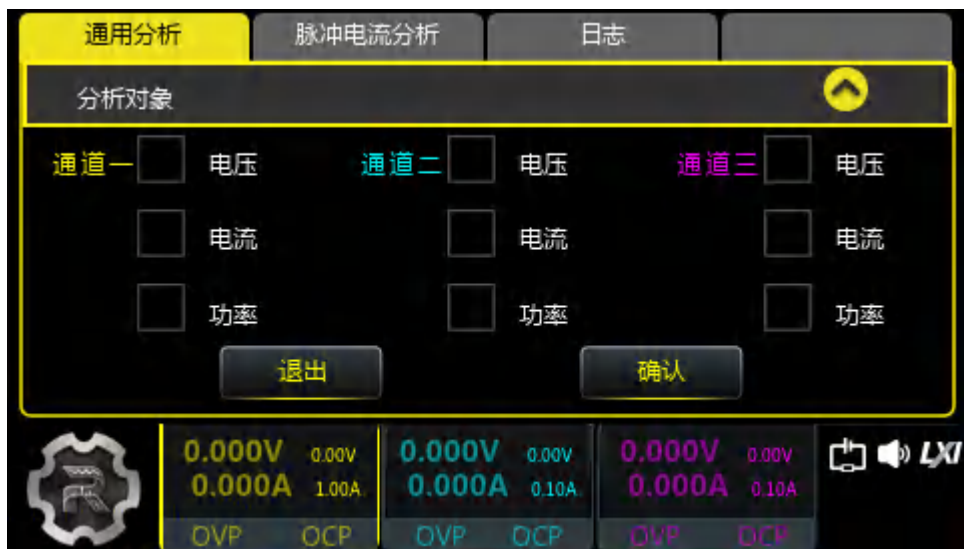 通用分析 脉冲电流分析 日志
分析对象
通道一 电压 通道二 电压 通道三 电压
电流 电流 电流
功率 功率 功率
退出 确认
0.000V 0.00V 0.000V 0.00V 0.000V 0.00V
0.000A 1.00A 0.000A 0.10A 0.000A 0.10A
LXI
OVP OCP OVP OCP OVP OCP
R